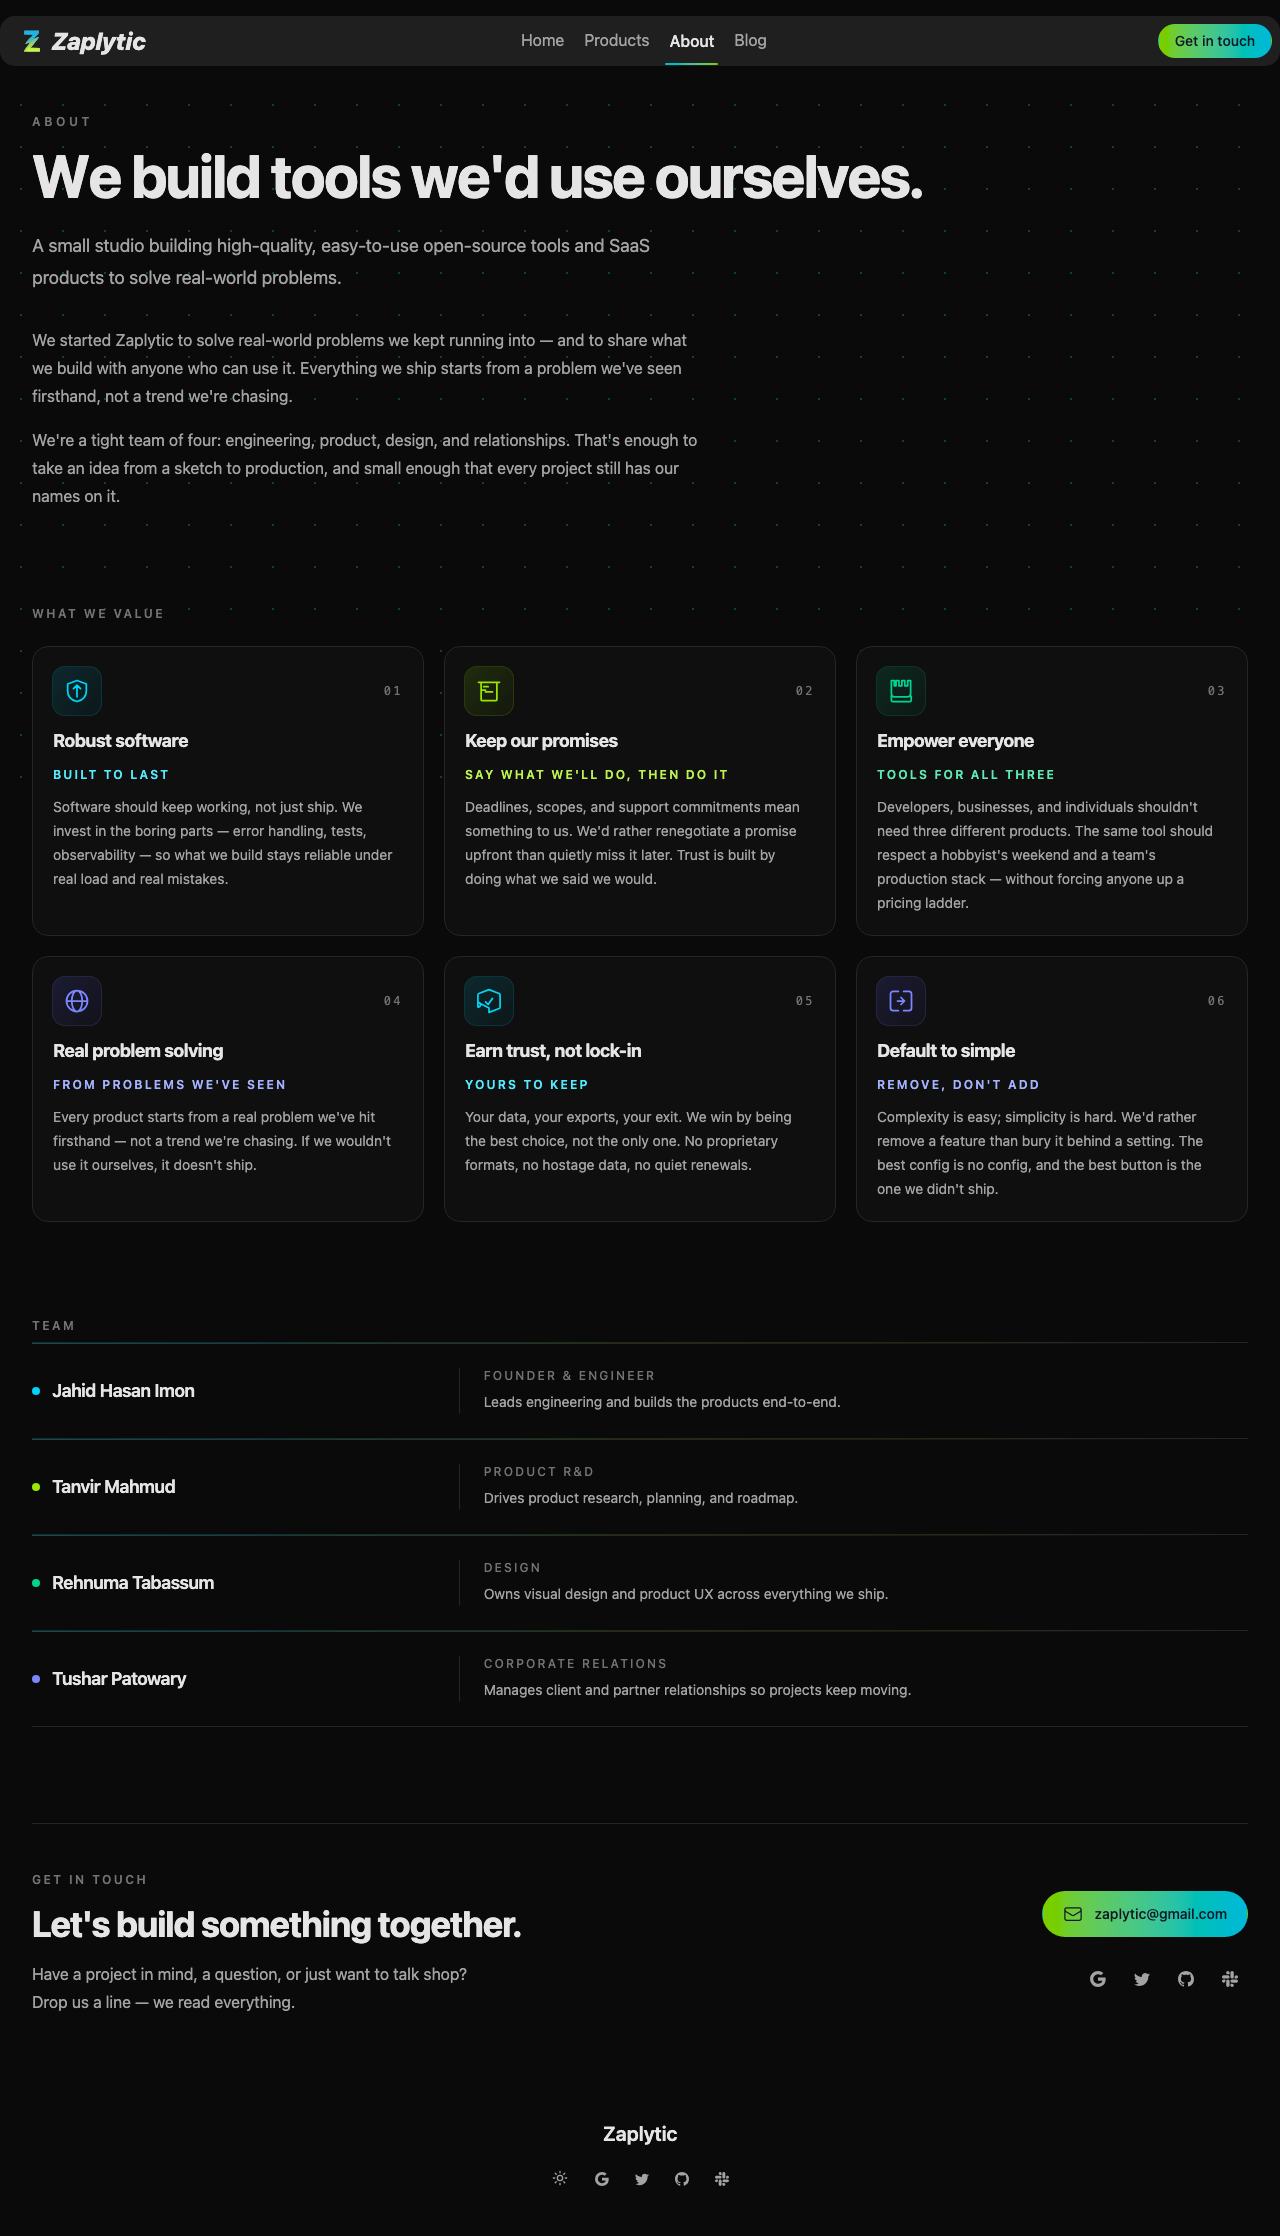 Zaplytic
Home Products About Blog
Get in touch
ABOUT
We build tools we'd use ourselves.
A small studio building high-quality, easy-to-use open-source tools and SaaS
products to solve real-world problems.
We started Zaplytic to solve real-world problems we kept running into — and to share what
we build with anyone who can use it. Everything we ship starts from a problem we've seen
firsthand, not a trend we're chasing.
We're a tight team of four: engineering, product, design, and relationships. That's enough to
take an idea from a sketch to production, and small enough that every project still has our
names on it.
WHAT WE VALUE
01
Robust software
BUILT TO LAST
Software should keep working, not just ship. We
invest in the boring parts — error handling, tests,
observability — so what we build stays reliable under
real load and real mistakes.
02
Keep our promises
SAY WHAT WE'LL DO, THEN DO IT
Deadlines, scopes, and support commitments mean
something to us. We'd rather renegotiate a promise
upfront than quietly miss it later. Trust is built by
doing what we said we would.
03
Empower everyone
TOOLS FOR ALL THREE
Developers, businesses, and individuals shouldn't
need three different products. The same tool should
respect a hobbyist's weekend and a team's
production stack — without forcing anyone up a
pricing ladder.
04
Real problem solving
FROM PROBLEMS WE'VE SEEN
Every product starts from a real problem we've hit
firsthand — not a trend we're chasing. If we wouldn't
use it ourselves, it doesn't ship.
05
Earn trust, not lock-in
YOURS TO KEEP
Your data, your exports, your exit. We win by being
the best choice, not the only one. No proprietary
formats, no hostage data, no quiet renewals.
06
Default to simple
REMOVE, DON'T ADD
Complexity is easy; simplicity is hard. We'd rather
remove a feature than bury it behind a setting. The
best config is no config, and the best button is the
one we didn't ship.
TEAM
Jahid Hasan Imon
FOUNDER & ENGINEER
Leads engineering and builds the products end-to-end.
Tanvir Mahmud
PRODUCT R&D
Drives product research, planning, and roadmap.
Rehnuma Tabassum
DESIGN
Owns visual design and product UX across everything we ship.
Tushar Patowary
CORPORATE RELATIONS
Manages client and partner relationships so projects keep moving.
GET IN TOUCH
Let's build something together.
Have a project in mind, a question, or just want to talk shop?
Drop us a line — we read everything.
zaplytic@gmail.com
Zaplytic